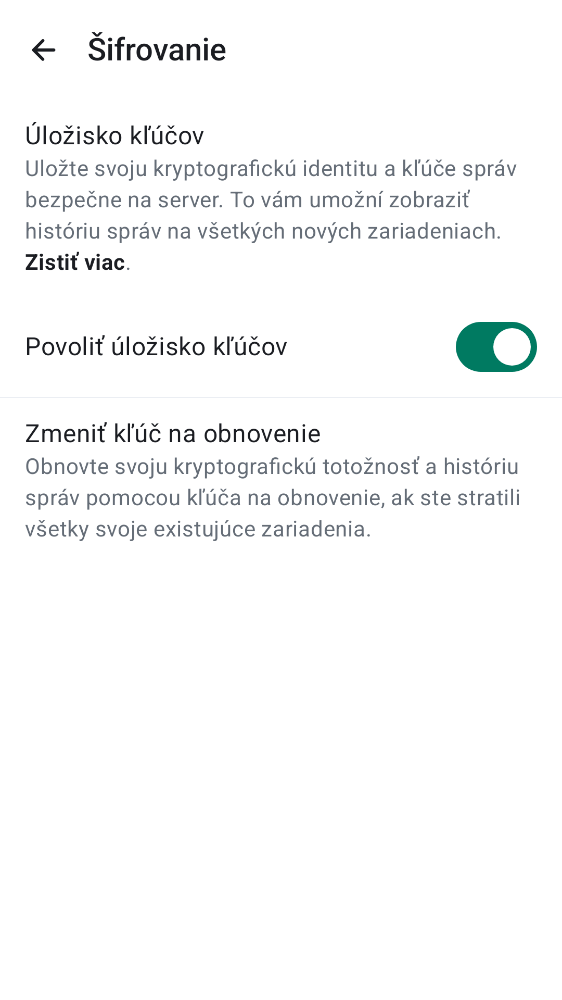 Šifrovanie
Úložisko kľúčov
Uložte svoju kryptografickú identitu a kľúče správ
bezpečne na server. To vám umožní zobraziť
históriu správ na všetkých nových zariadeniach.
Zistiť viac.
Povoliť úložisko kľúčov
Zmeniť kľúč na obnovenie
Obnovte svoju kryptografickú totožnosť a históriu
správ pomocou kľúča na obnovenie, ak ste stratili
všetky svoje existujúce zariadenia.